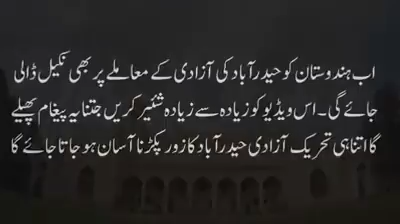 اب ہندوستان کو حیدرآباد کی آزادی کے معاملے پر بھی نکیل ڈالی
جائے گی۔ اس ویڈیو کو زیادہ سے زیادہ شئیر کریں جتنا یہ پیغام پھیلے
گا اتنا ہی تحریک آزادی حیدرآباد کا زور پکڑنا آسان ہو جاتا جائے گا